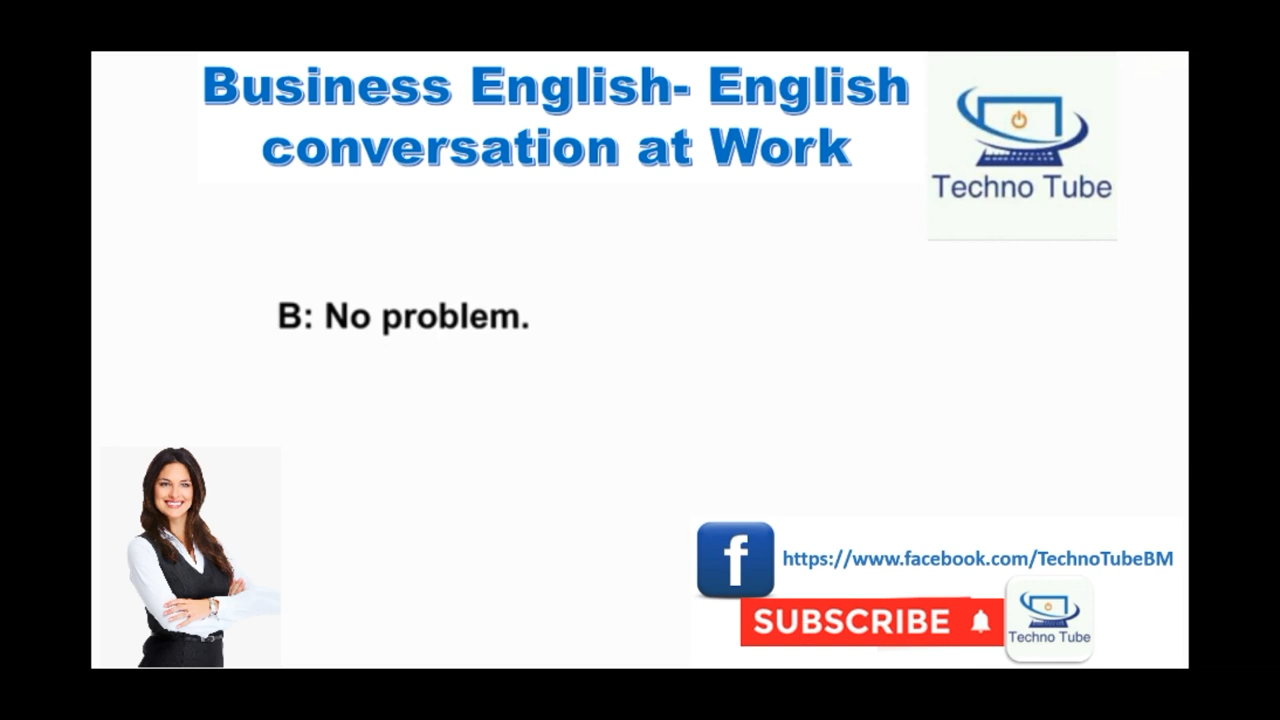 Business English- English
conversation at Work
Techno Tube
B: No problem.
f
https://www.facebook.com/TechnoTubeBM
SUBSCRIBE
Techno Tube